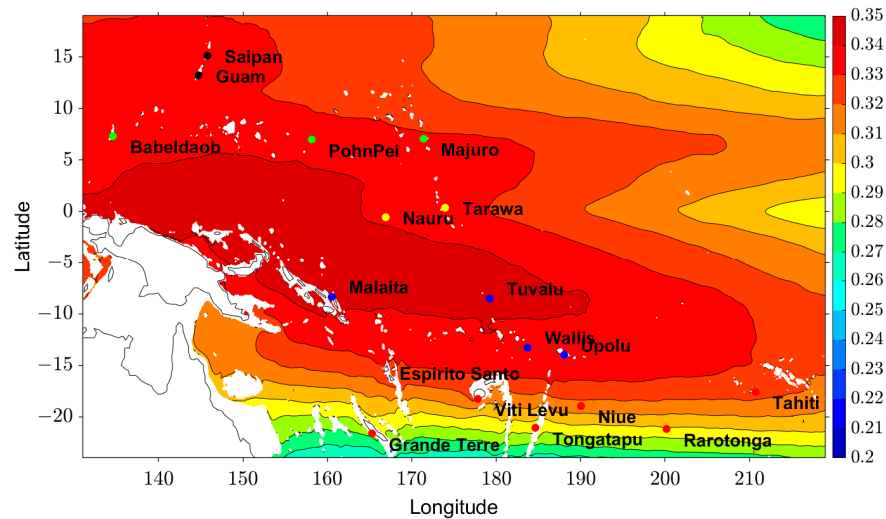 0.35
0.34
0.33
0.32
0.31
0.3
0.29
0.28
0.27
0.26
0.25
0.24
0.23
0.22
0.21
0.2
15
10
5
0
−5
−10
−15
−20
Latitude
Saipan
Guam
Babeldaob
PohnPei
Majuro
Nauru
Tarawa
Malaita
Tuvalu
Wallis
Upolu
Espirito Santo
Viti Levu
Niue
Tahiti
Grande Terre
Tongatapu
Rarotonga
140 150 160 170 180 190 200 210
Longitude